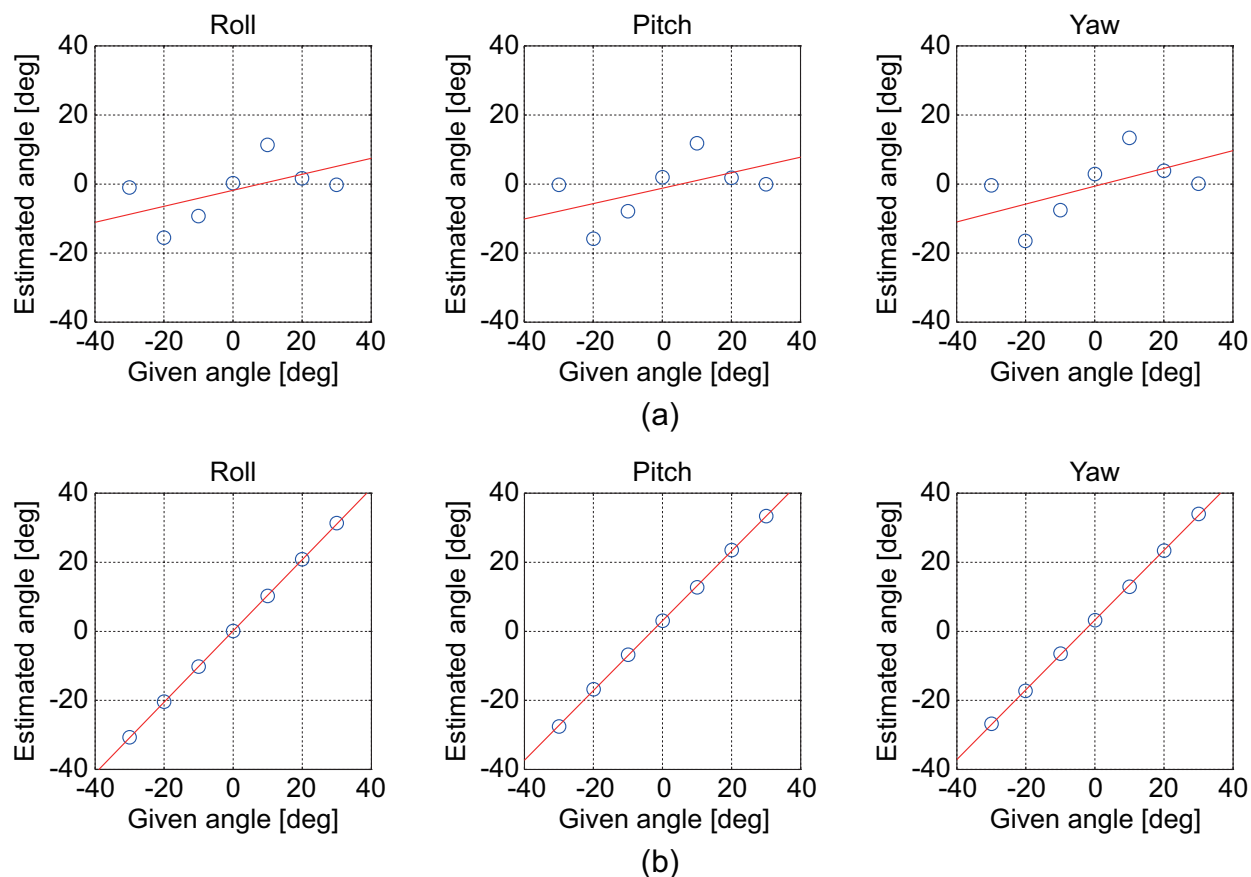 Roll Pitch Yaw
40 40 40
20 20 20
0 0 0
-20 -20 -20
-40 -40 -40
-40 -20 0 20 40 -40 -20 0 20 40 -40 -20 0 20 40
Estimated angle [deg] Estimated angle [deg] Estimated angle [deg]
Given angle [deg] Given angle [deg] Given angle [deg]
(a)
Roll Pitch Yaw
40 40 40
20 20 20
0 0 0
-20 -20 -20
-40 -40 -40
-40 -20 0 20 40 -40 -20 0 20 40 -40 -20 0 20 40
Estimated angle [deg] Estimated angle [deg] Estimated angle [deg]
Given angle [deg] Given angle [deg] Given angle [deg]
(b)